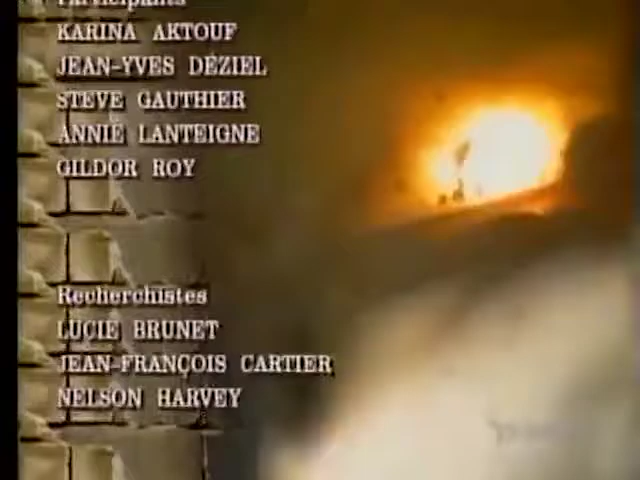 Participants
KARINA AKTOUF
JEAN-YVES DÉZIEL
STEVE GAUTHIER
ANNIE LANTEIGNE
GILDOR ROY
Recherchistes
LUCIE BRUNET
JEAN-FRANÇOIS CARTIER
NELSON HARVEY